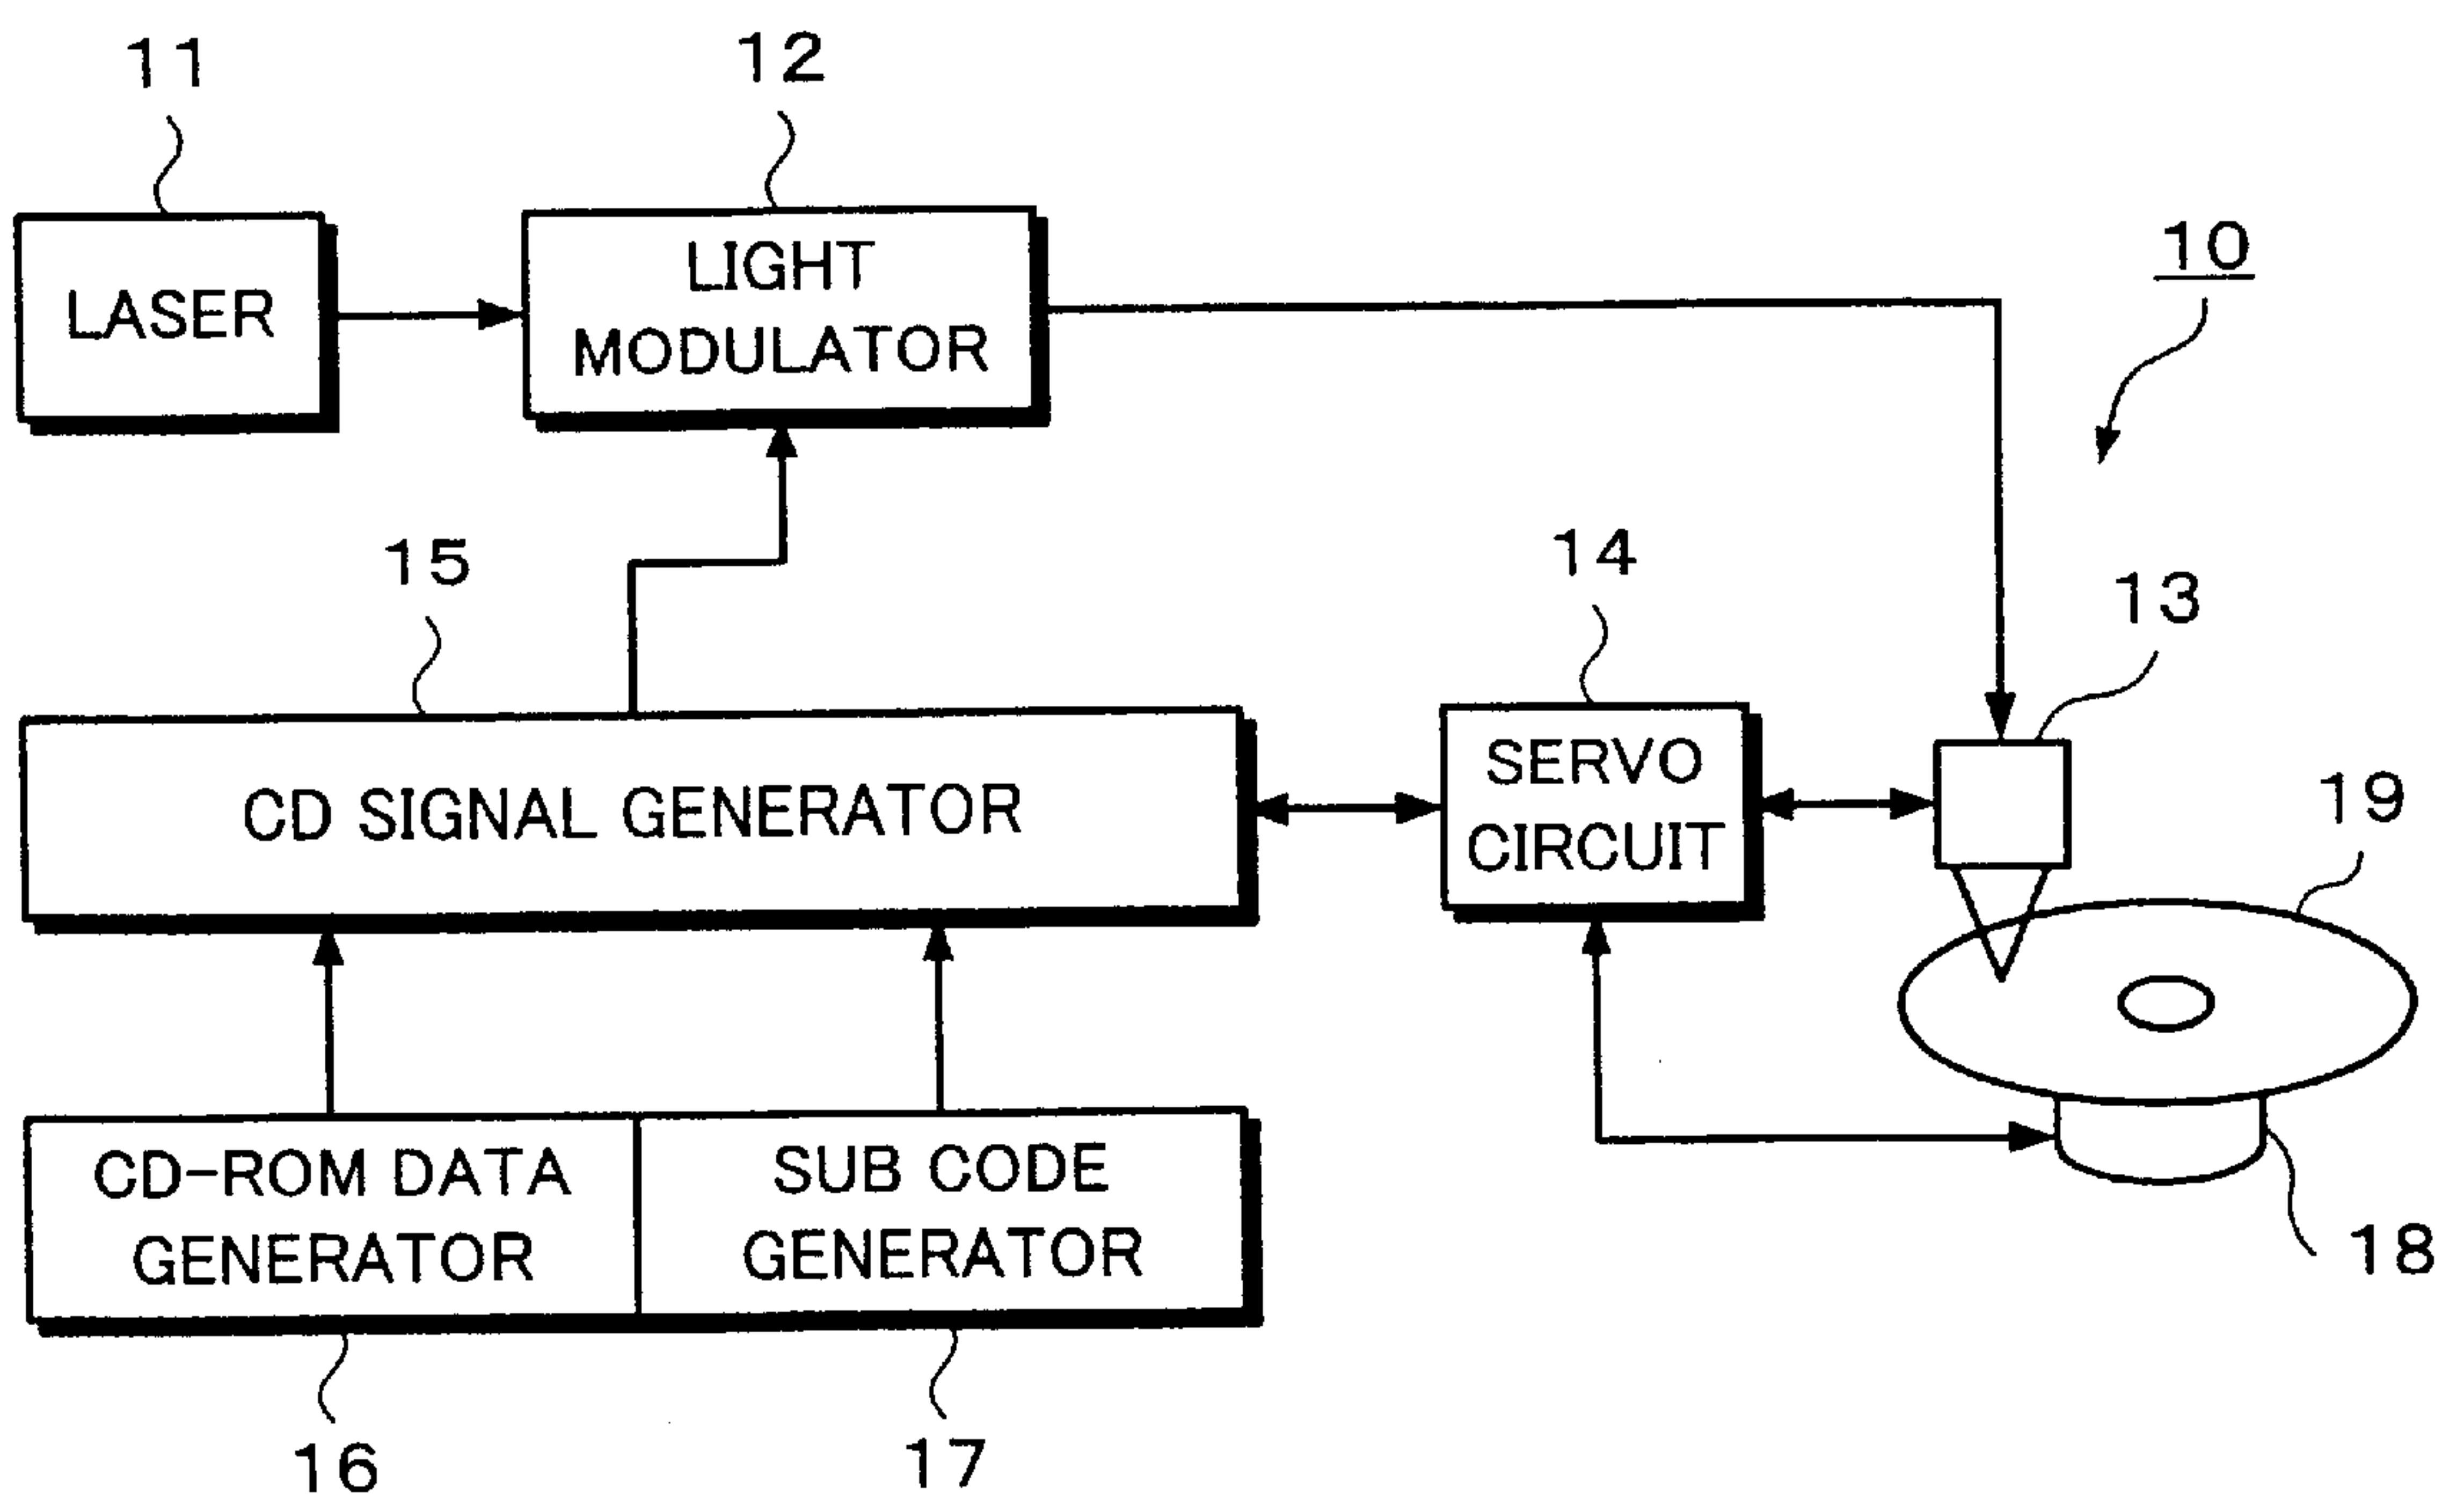 11
12
10
LASER
LIGHT
MODULATOR
15
14
13
CD SIGNAL GENERATOR
SERVO
CIRCUIT
19
CD-ROM DATA
GENERATOR
SUB CODE
GENERATOR
18
16
17